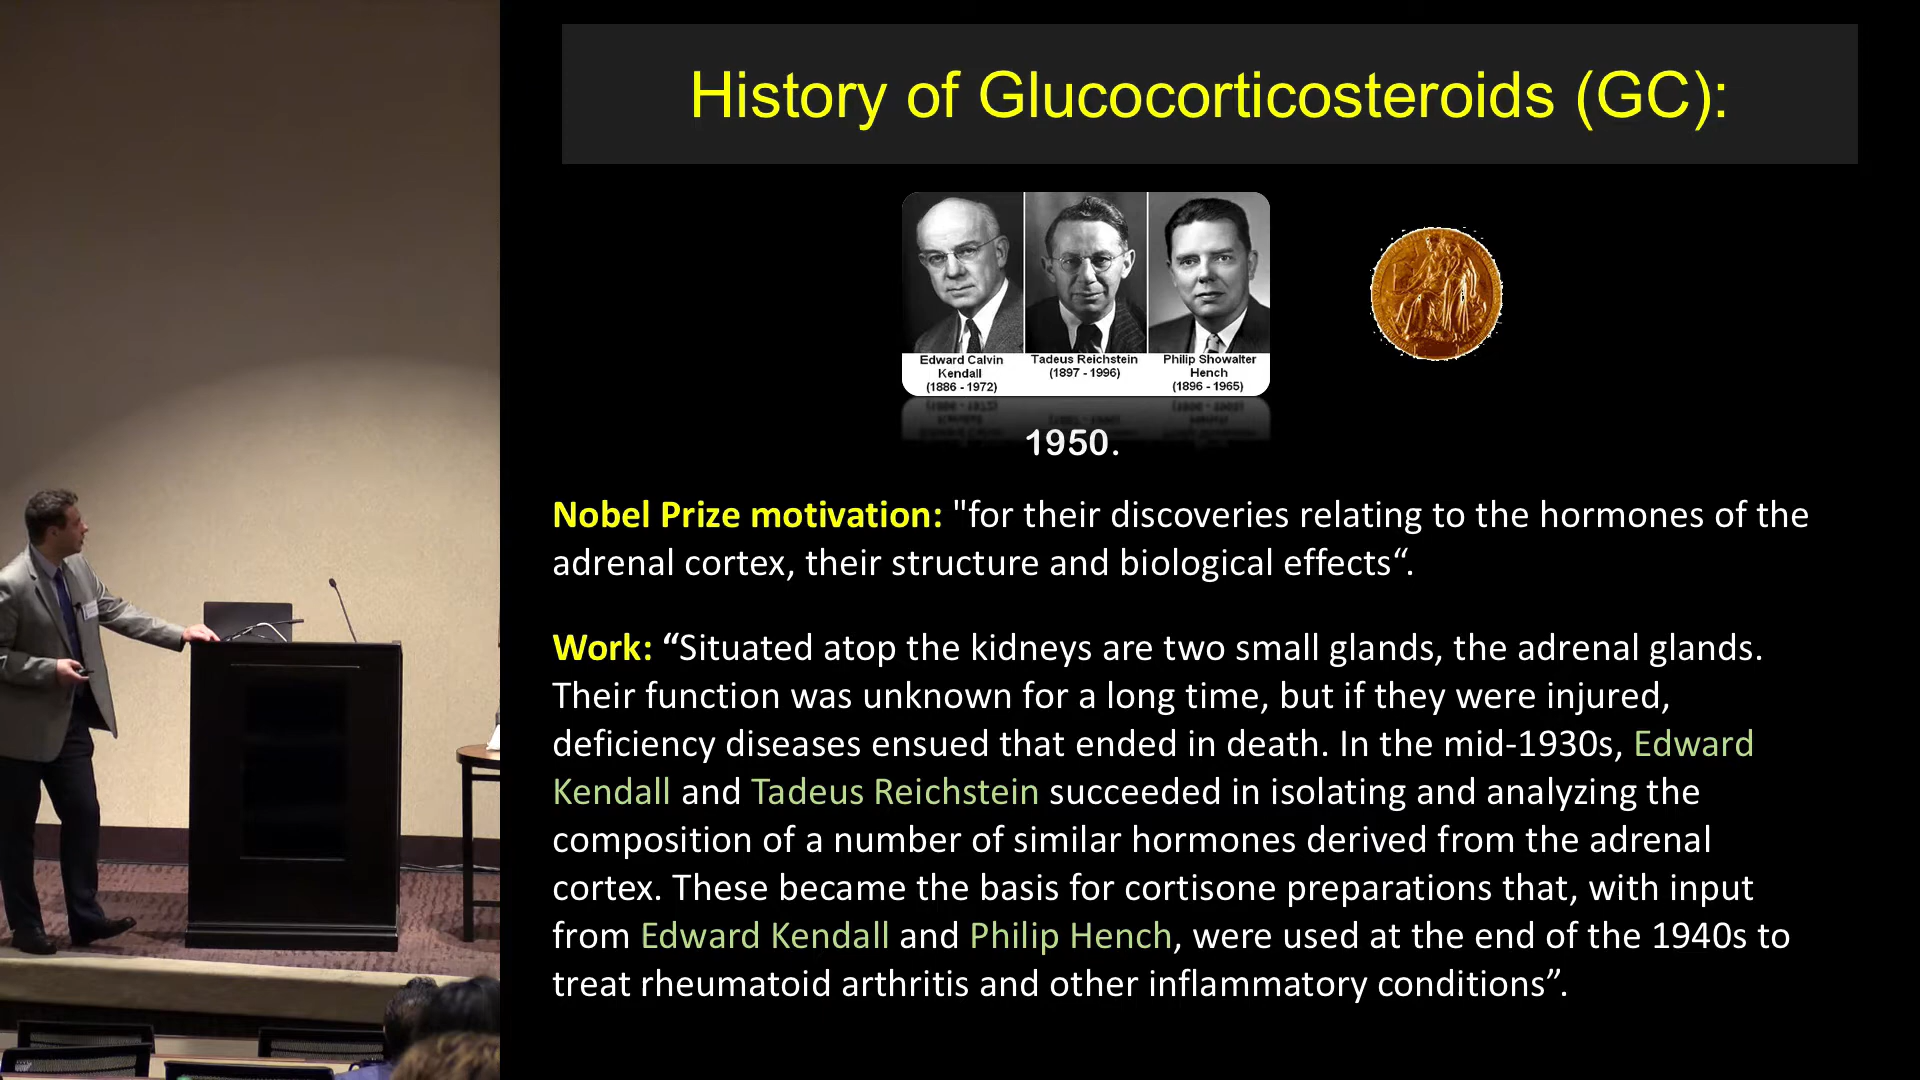 History of Glucocorticosteroids (GC):
Edward Calvin
Kendall
(1886 - 1972)
Tadeus Reichstein
(1897 - 1996)
Philip Showalter
Hench
(1896 - 1965)
1950.
Nobel Prize motivation: "for their discoveries relating to the hormones of the
adrenal cortex, their structure and biological effects“.
Work: “Situated atop the kidneys are two small glands, the adrenal glands.
Their function was unknown for a long time, but if they were injured,
deficiency diseases ensued that ended in death. In the mid-1930s, Edward
Kendall and Tadeus Reichstein succeeded in isolating and analyzing the
composition of a number of similar hormones derived from the adrenal
cortex. These became the basis for cortisone preparations that, with input
from Edward Kendall and Philip Hench, were used at the end of the 1940s to
treat rheumatoid arthritis and other inflammatory conditions”.